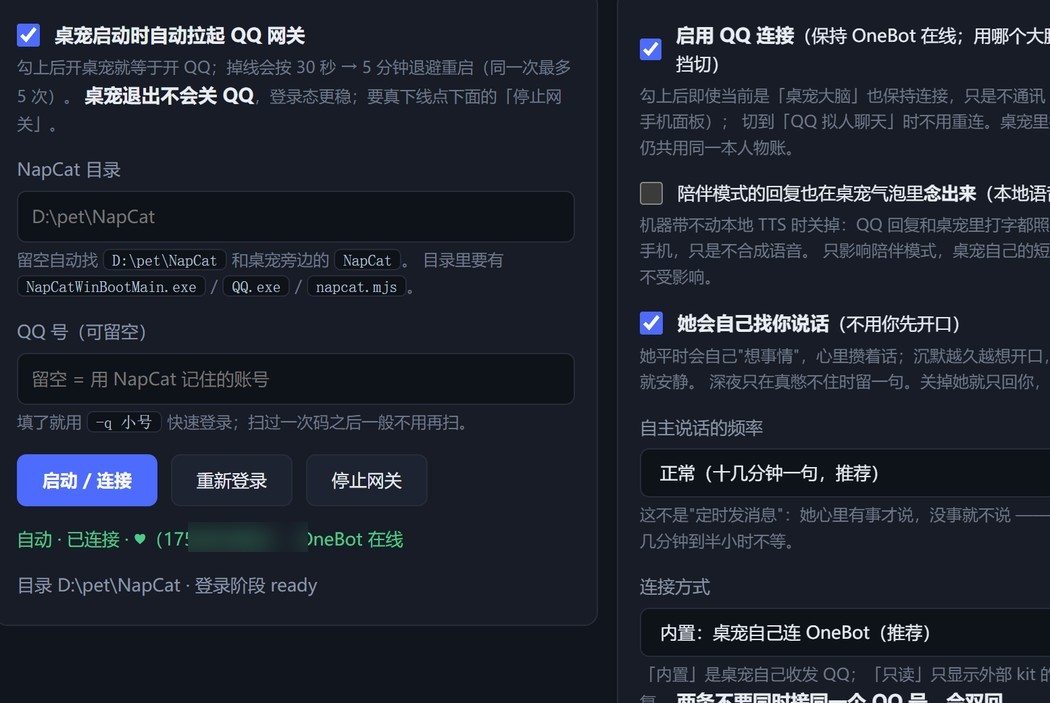 桌宠启动时自动拉起 QQ 网关
勾上后开桌宠就等于开 QQ；掉线会按 30 秒 → 5 分钟退避重启（同一次最多
5 次）。 桌宠退出不会关 QQ，登录态更稳；要真下线点下面的「停止网
关」。
NapCat 目录
D:\pet\NapCat
留空自动找 D:\pet\NapCat 和桌宠旁边的 NapCat 。 目录里要有
NapCatWinBootMain.exe / QQ.exe / napcat.mjs 。
QQ 号（可留空）
留空 = 用 NapCat 记住的账号
填了就用 -q 小号 快速登录；扫过一次码之后一般不用再扫。
启动 / 连接
重新登录
停止网关
自动 · 已连接 · ♥ (175 OneBot 在线
目录 D:\pet\NapCat · 登录阶段 ready
启用 QQ 连接（保持 OneBot 在线；用哪个大脑
挡切）
勾上后即使当前是「桌宠大脑」也保持连接，只是不通讯
手机面板）； 切到「QQ 拟人聊天」时不用重连。桌宠里
仍共用同一本人物账。
陪伴模式的回复也在桌宠气泡里念出来（本地语音
机器带不动本地 TTS 时关掉：QQ 回复和桌宠里打字都照
手机，只是不合成语音。 只影响陪伴模式，桌宠自己的短
不受影响。
她会自己找你说话（不用你先开口）
她平时会自己"想事情"，心里攒着话；沉默越久越想开口，
就安静。 深夜只在真憋不住时留一句。关掉她就只回你，
自主说话的频率
正常（十几分钟一句，推荐）
这不是"定时发消息"：她心里有事才说，没事就不说 ——
几分钟到半小时不等。
连接方式
内置：桌宠自己连 OneBot（推荐）
「内置」是桌宠自己收发 QQ；「只读」只显示外部 kit 的
复。 两条不要同时接同一个 QQ 号，会双回